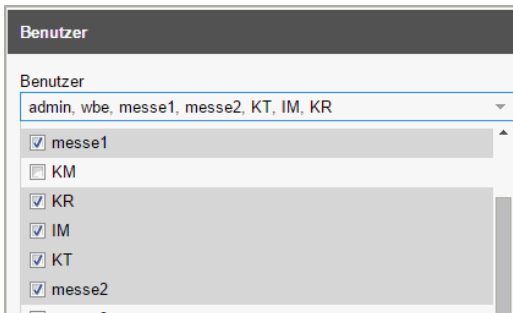 Benutzer
Benutzer
admin, wbe, messe1, messe2, KT, IM, KR
messe1
KM
KR
IM
KT
messe2